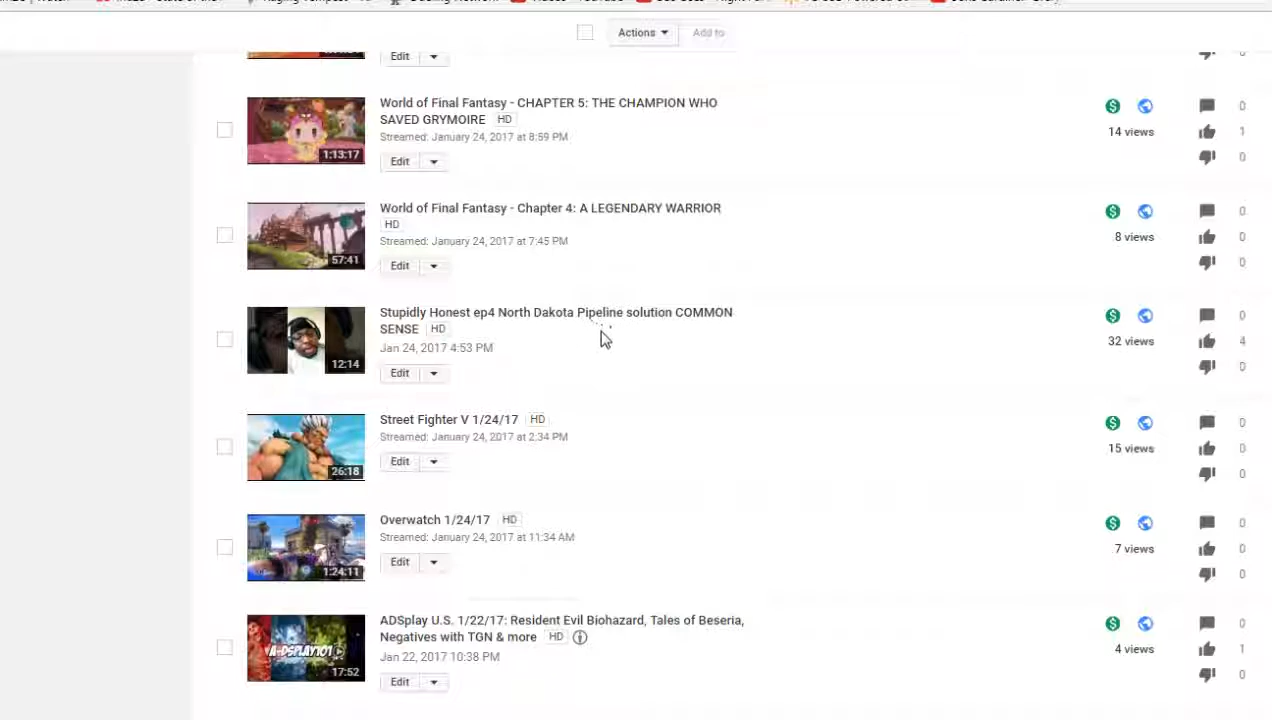 Actions Add to
Edit 0
World of Final Fantasy - CHAPTER 5: THE CHAMPION WHO
SAVED GRYMOIRE HD
Streamed: January 24, 2017 at 8:59 PM
1:13:17
Edit
14 views
0
1
0
World of Final Fantasy - Chapter 4: A LEGENDARY WARRIOR
HD
Streamed: January 24, 2017 at 7:45 PM
57:41
Edit
8 views
0
0
0
Stupidly Honest ep4 North Dakota Pipeline solution COMMON
SENSE HD
Jan 24, 2017 4:53 PM
12:14
Edit
32 views
0
4
0
Street Fighter V 1/24/17 HD
Streamed: January 24, 2017 at 2:34 PM
26:18
Edit
15 views
0
0
0
Overwatch 1/24/17 HD
Streamed: January 24, 2017 at 11:34 AM
1:24:11
Edit
7 views
0
0
0
ADSplay U.S. 1/22/17: Resident Evil Biohazard, Tales of Beseria,
Negatives with TGN & more HD
Jan 22, 2017 10:38 PM
A-DSPLAY101
17:52
Edit
4 views
0
1
0